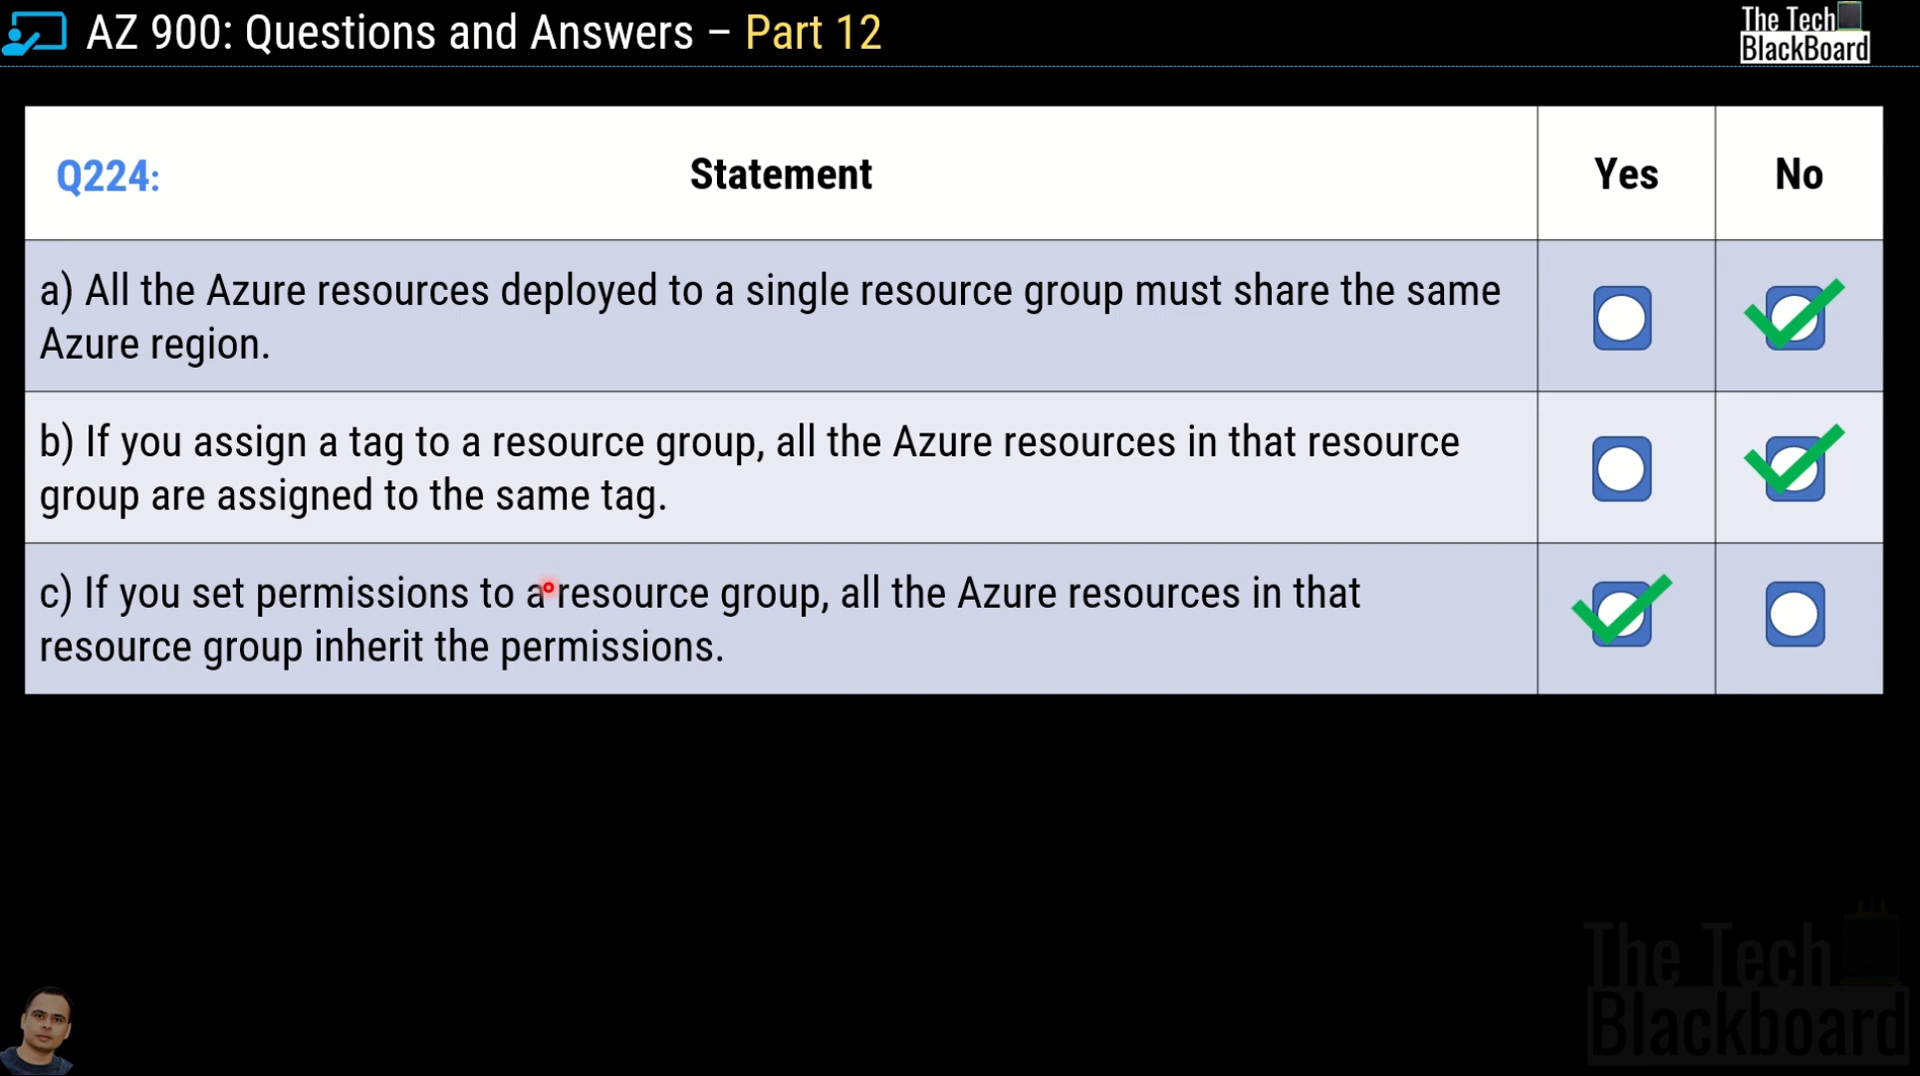 AZ 900: Questions and Answers – Part 12
The Tech
BlackBoard
Q224:
Statement
Yes
No
a) All the Azure resources deployed to a single resource group must share the same
Azure region.
b) If you assign a tag to a resource group, all the Azure resources in that resource
group are assigned to the same tag.
c) If you set permissions to a resource group, all the Azure resources in that
resource group inherit the permissions.
The Tech
Blackboard